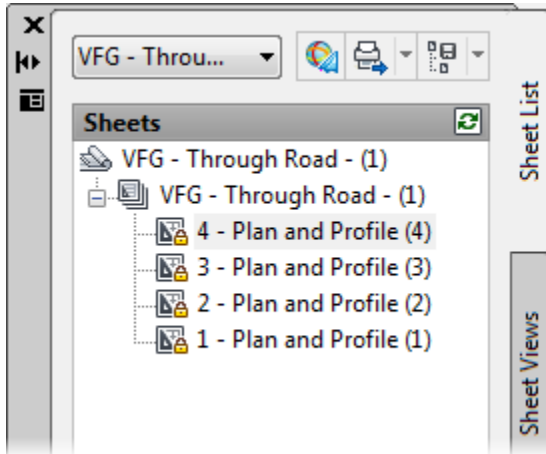 VFG - Throu...
Sheets
VFG - Through Road - (1)
VFG - Through Road - (1)
4 - Plan and Profile (4)
3 - Plan and Profile (3)
2 - Plan and Profile (2)
1 - Plan and Profile (1)
Sheet List
Sheet Views